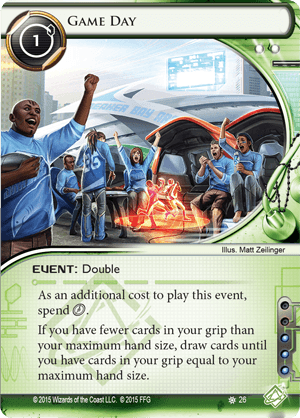 1
GAME DAY
Illus. Matt Zeilinger
EVENT: Double
As an additional cost to play this event,
spend .
If you have fewer cards in your grip than
your maximum hand size, draw cards until
you have cards in your grip equal to your
maximum hand size.
© 2015 Wizards of the Coast LLC. © 2015 FFG
26